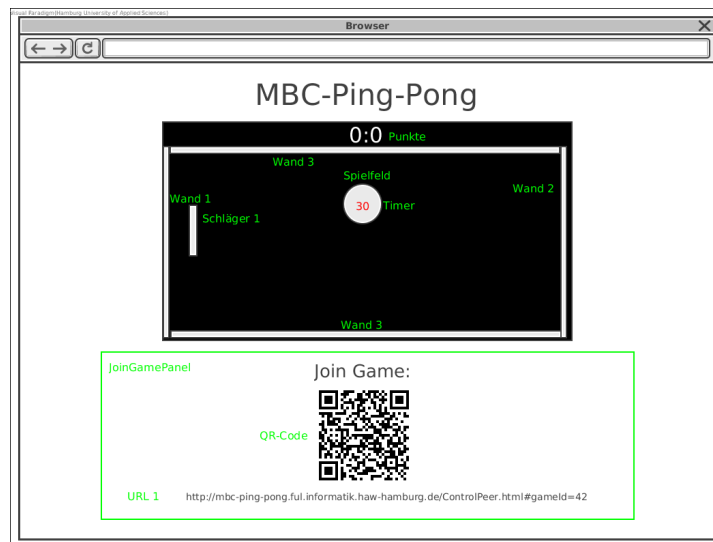 Visual Paradigm(Hamburg University of Applied Sciences)
Browser
MBC-Ping-Pong
0:0 Punkte
Wand 3
Spielfeld
Wand 2
Wand 1
30 Timer
Schläger 1
Wand 3
JoinGamePanel
Join Game:
QR-Code
URL 1 http://mbc-ping-pong.ful.informatik.haw-hamburg.de/ControlPeer.html#gameId=42